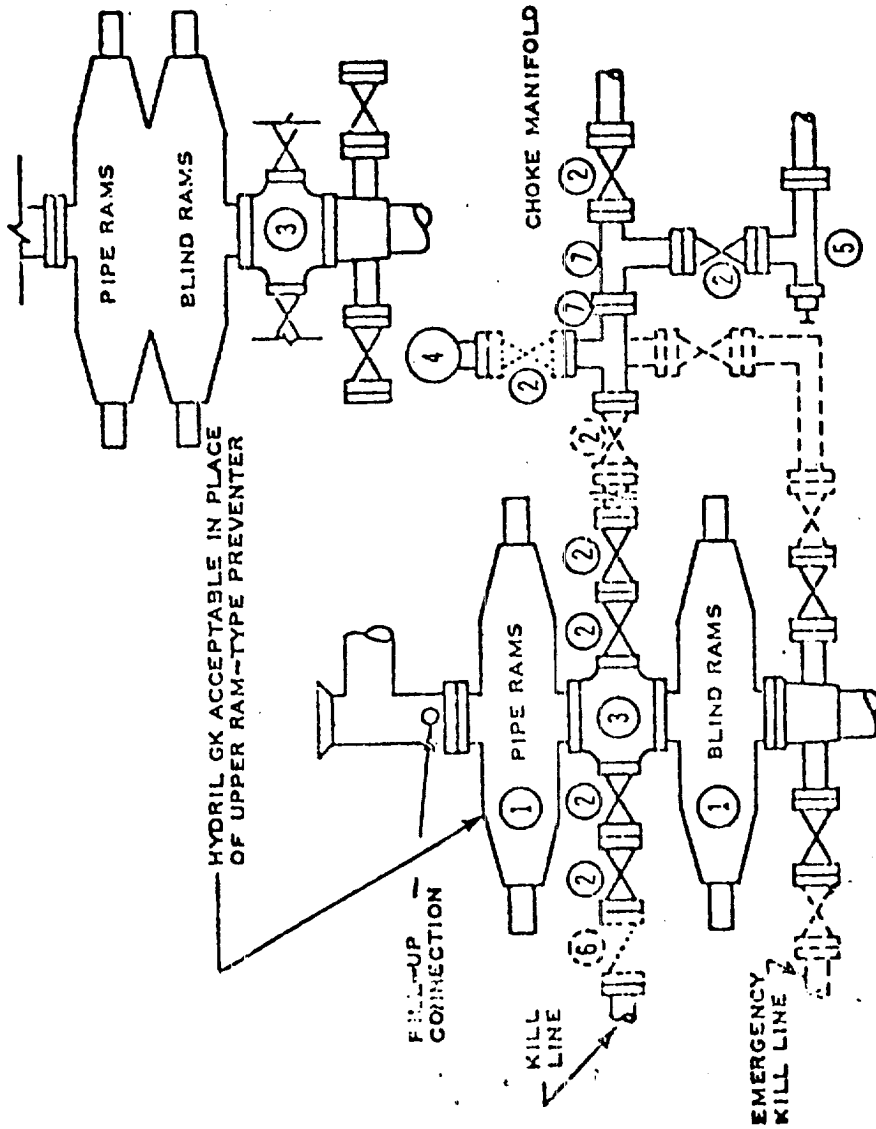 HYDRIL GK ACCEPTABLE IN PLACE
OF UPPER RAM-TYPE PREVENTER
PIPE RAMS
BLIND RAMS
3
CONNECTION
4
2
7
7
2
CHOKE MANIFOLD
1
PIPE RAMS
KILL
LINE
6
2
2
3
2
2
2
2
5
1
BLIND RAMS
EMERGENCY
KILL LINE